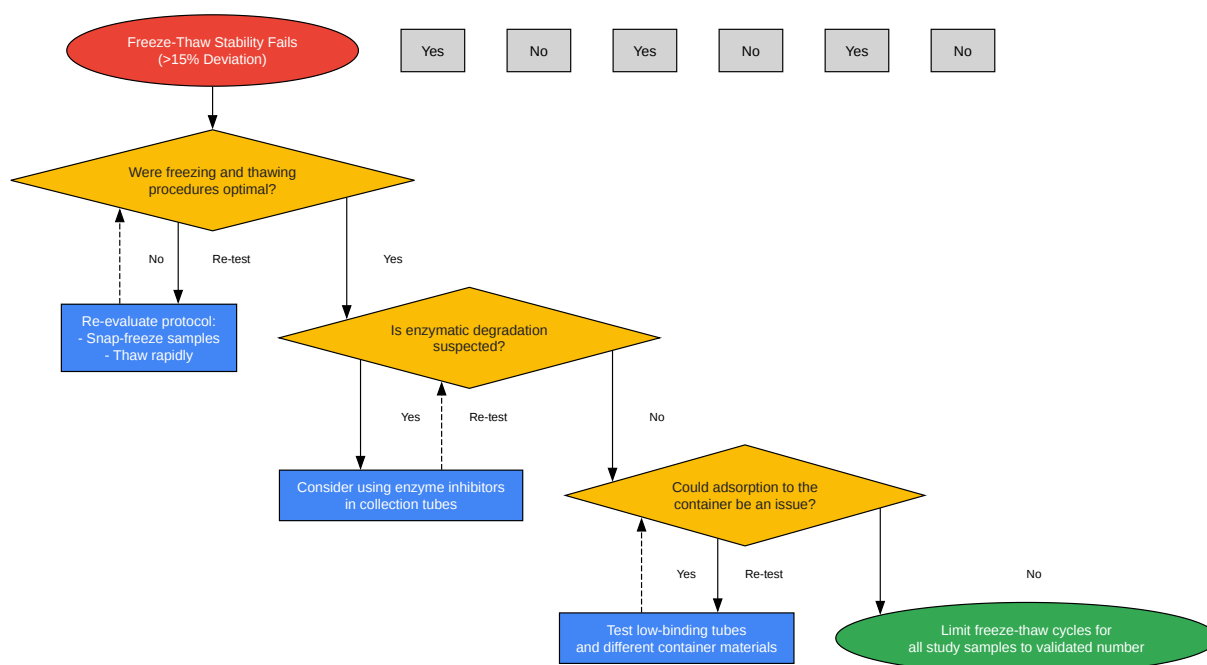 Freeze-Thaw Stability Fails
(>15% Deviation)
Yes
No
Yes
No
Yes
No
Were freezing and thawing
procedures optimal?
No
Re-test
Yes
Re-evaluate protocol:
- Snap-freeze samples
- Thaw rapidly
Is enzymatic degradation
suspected?
Yes
Re-test
No
Consider using enzyme inhibitors
in collection tubes
Could adsorption to the
container be an issue?
Yes
Re-test
No
Test low-binding tubes
and different container materials
Limit freeze-thaw cycles for
all study samples to validated number